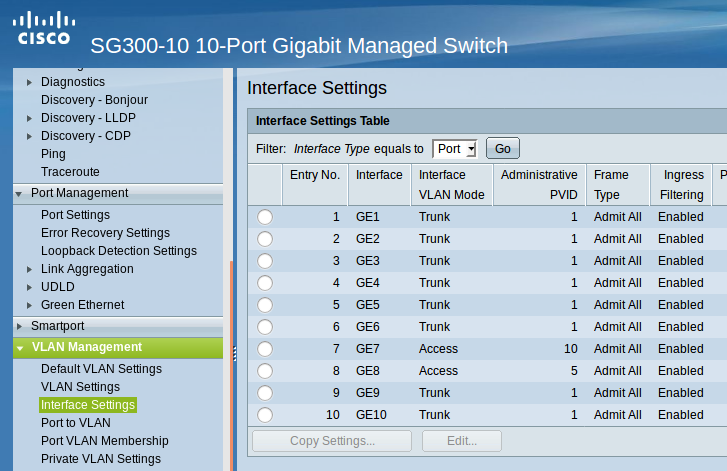 CISCO
SG300-10 10-Port Gigabit Managed Switch
Diagnostics
Discovery - Bonjour
Discovery - LLDP
Discovery - CDP
Ping
Traceroute
Port Management
Port Settings
Error Recovery Settings
Loopback Detection Settings
Link Aggregation
UDLD
Green Ethernet
Smartport
VLAN Management
Default VLAN Settings
VLAN Settings
Interface Settings
Port to VLAN
Port VLAN Membership
Private VLAN Settings
Interface Settings
Interface Settings Table
Filter: Interface Type equals to Port Go
Entry No. Interface Interface VLAN Mode Administrative PVID Frame Type Ingress Filtering P
1 GE1 Trunk 1 Admit All Enabled
2 GE2 Trunk 1 Admit All Enabled
3 GE3 Trunk 1 Admit All Enabled
4 GE4 Trunk 1 Admit All Enabled
5 GE5 Trunk 1 Admit All Enabled
6 GE6 Trunk 1 Admit All Enabled
7 GE7 Access 10 Admit All Enabled
8 GE8 Access 5 Admit All Enabled
9 GE9 Trunk 1 Admit All Enabled
10 GE10 Trunk 1 Admit All Enabled
Copy Settings... Edit...